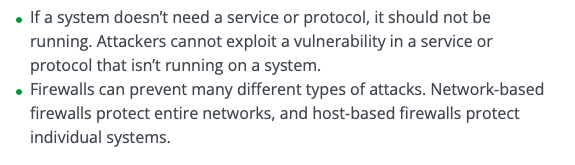 • If a system doesn’t need a service or protocol, it should not be
running. Attackers cannot exploit a vulnerability in a service or
protocol that isn’t running on a system.
• Firewalls can prevent many different types of attacks. Network-based
firewalls protect entire networks, and host-based firewalls protect
individual systems.